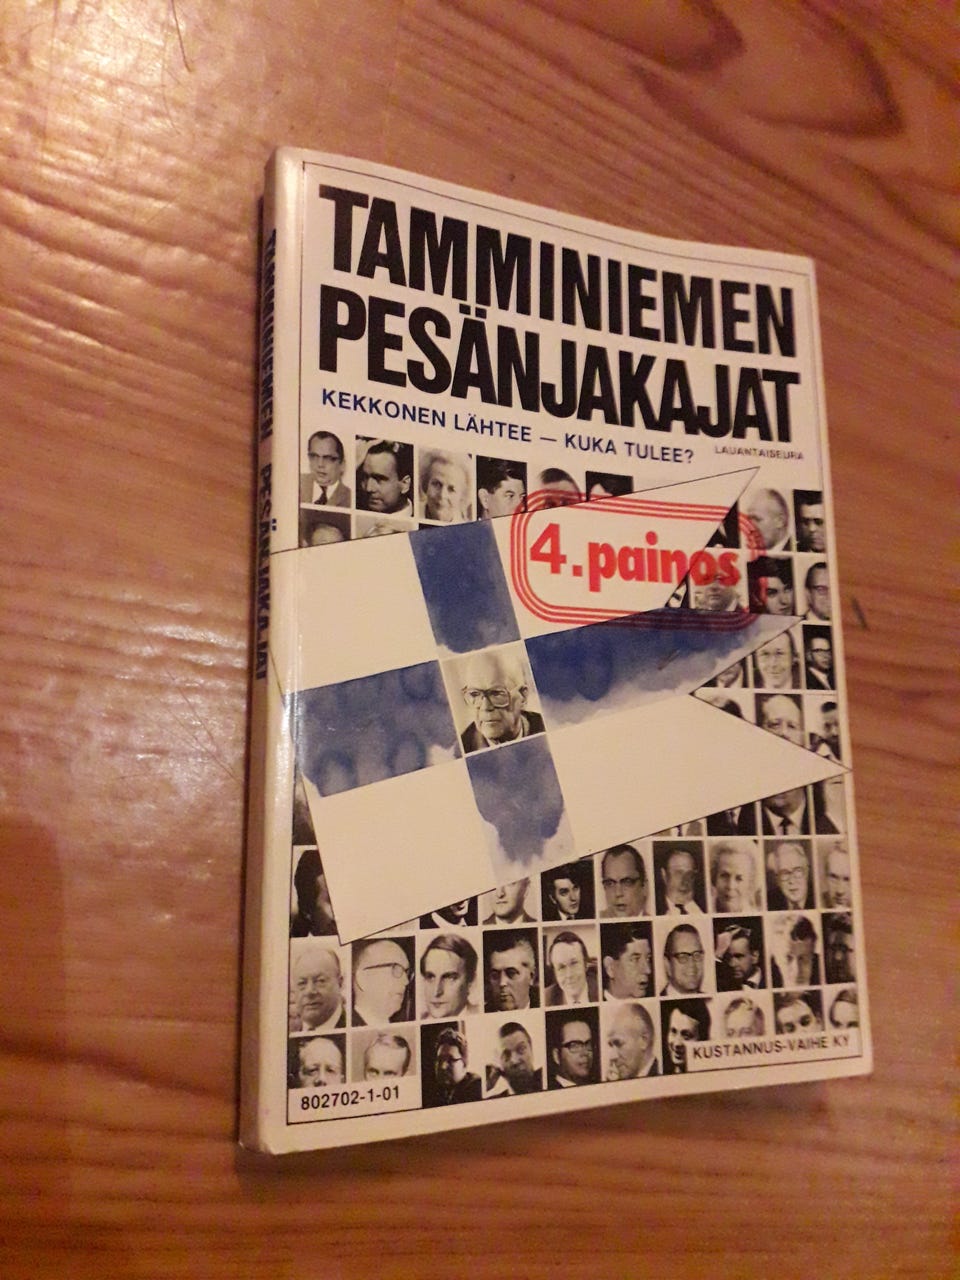 TAMMINIEMEN
PESÄNJAKAJAT
KEKKONEN LÄHTEE – KUKA TULEE?
LAUANTAISEURA
4. painos
802702-1-01
KUSTANNUS-VAIHE KY
TAMMINIEMEN PESÄNJAKAJAT